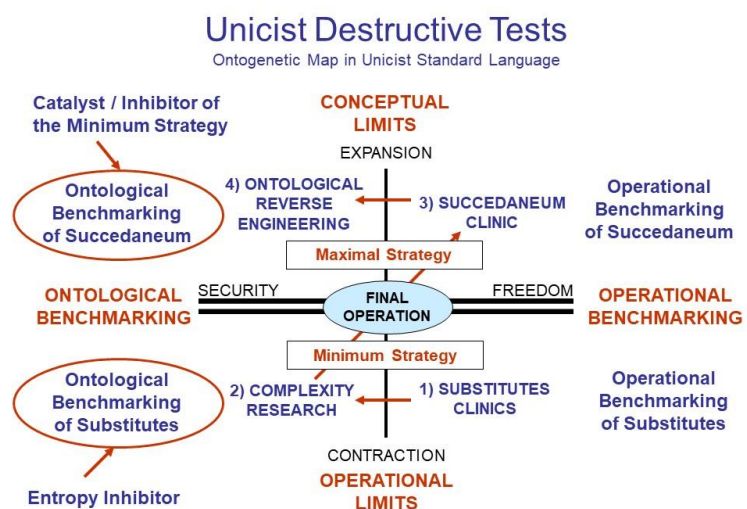 Unicist Destructive Tests
Ontogenetic Map in Unicist Standard Language
Catalyst / Inhibitor of
the Minimum Strategy
CONCEPTUAL
LIMITS
EXPANSION
Ontological
Benchmarking
of Succedaneum
4) ONTOLOGICAL
REVERSE
ENGINEERING
3) SUCCEDANEUM
CLINIC
Operational
Benchmarking
of Succedaneum
Maximal Strategy
ONTOLOGICAL
BENCHMARKING
SECURITY
FINAL
OPERATION
FREEDOM
OPERATIONAL
BENCHMARKING
Minimum Strategy
Ontological
Benchmarking
of Substitutes
2) COMPLEXITY
RESEARCH
1) SUBSTITUTES
CLINICS
Operational
Benchmarking
of Substitutes
CONTRACTION
OPERATIONAL
LIMITS
Entropy Inhibitor